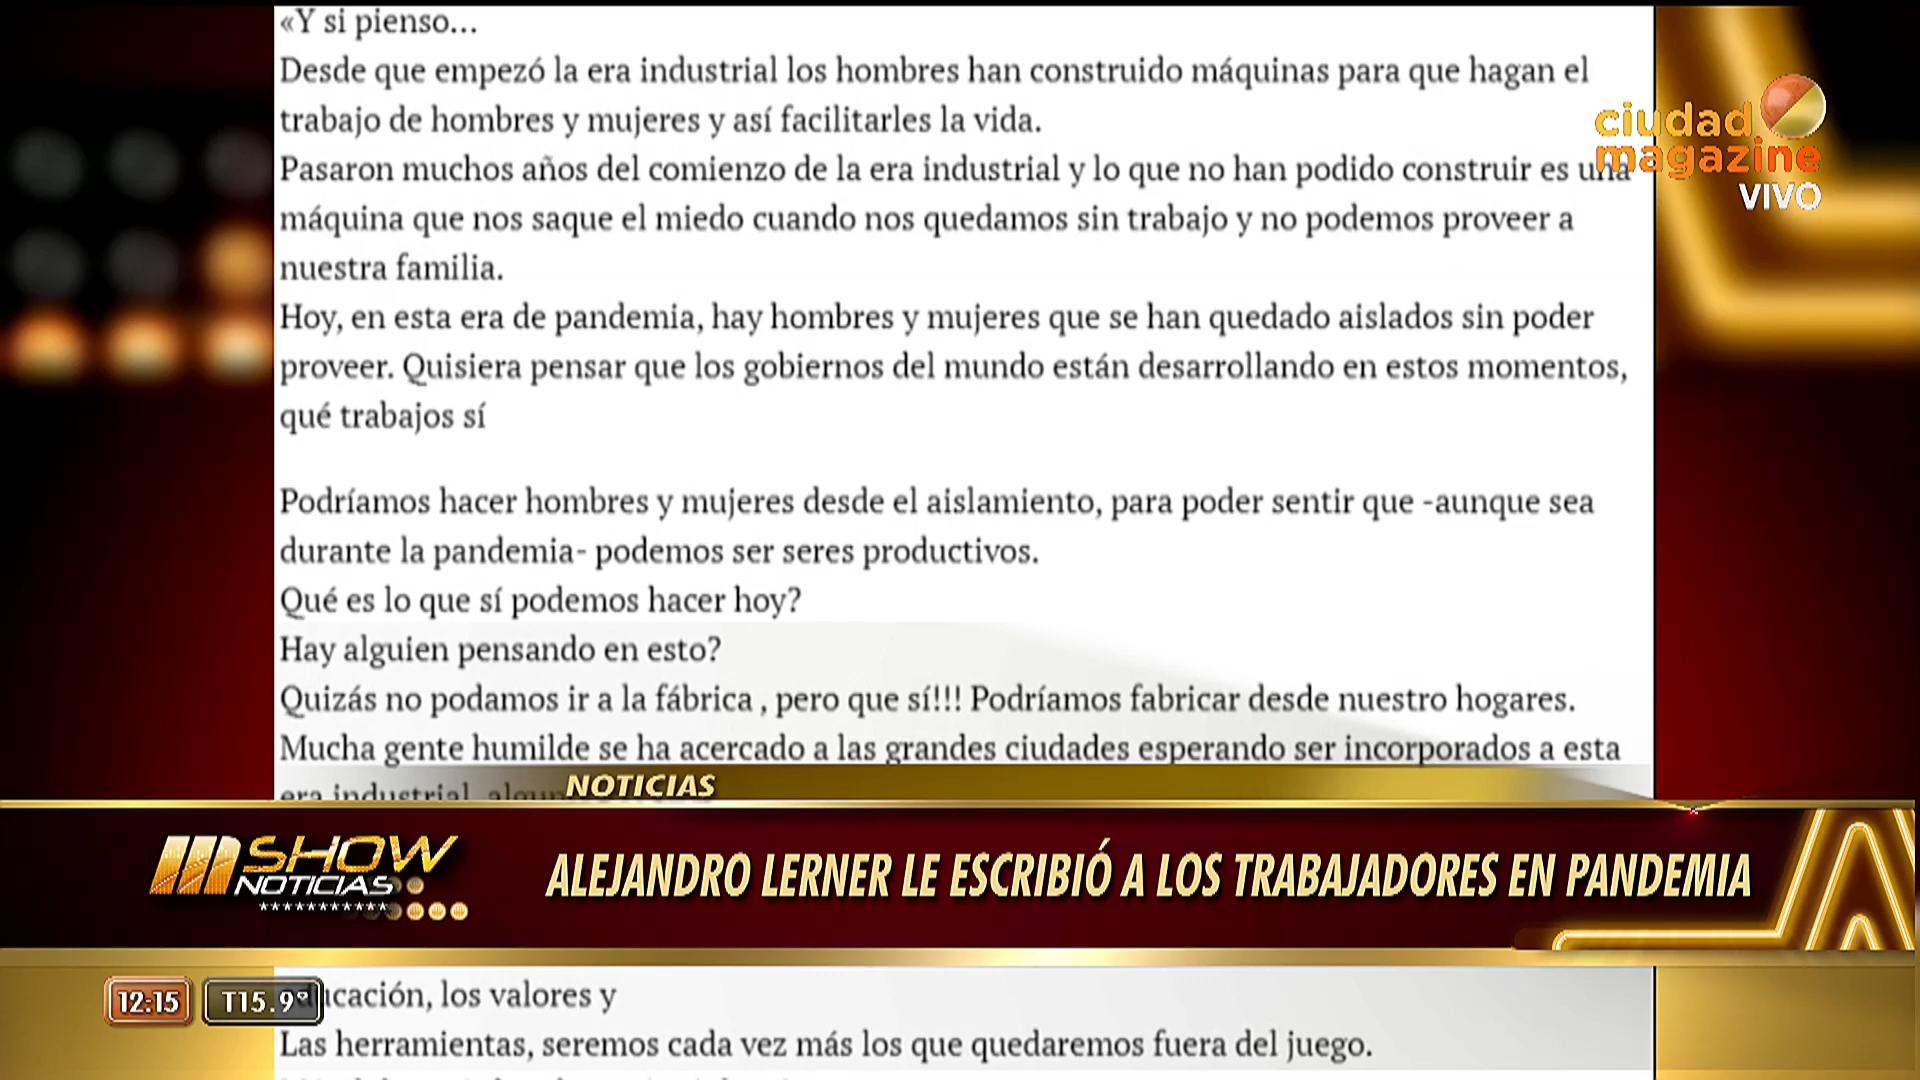 «Y si pienso...
Desde que empezó la era industrial los hombres han construido máquinas para que hagan el
trabajo de hombres y mujeres y así facilitarles la vida.
ciudad
magazine
VIVO
Pasaron muchos años del comienzo de la era industrial y lo que no han podido construir es una
máquina que nos saque el miedo cuando nos quedamos sin trabajo y no podemos proveer a
nuestra familia.
Hoy, en esta era de pandemia, hay hombres y mujeres que se han quedado aislados sin poder
proveer. Quisiera pensar que los gobiernos del mundo están desarrollando en estos momentos,
qué trabajos sí
Podríamos hacer hombres y mujeres desde el aislamiento, para poder sentir que -aunque sea
durante la pandemia- podemos ser seres productivos.
Qué es lo que sí podemos hacer hoy?
Hay alguien pensando en esto?
Quizás no podamos ir a la fábrica , pero que sí!!! Podríamos fabricar desde nuestro hogares.
Mucha gente humilde se ha acercado a las grandes ciudades esperando ser incorporados a esta
era industrial
NOTICIAS
SHOW
NOTICIAS
ALEJANDRO LERNER LE ESCRIBIÓ A LOS TRABAJADORES EN PANDEMIA
12:15
T15.9°
los valores y
Las herramientas, seremos cada vez más los que quedaremos fuera del juego.